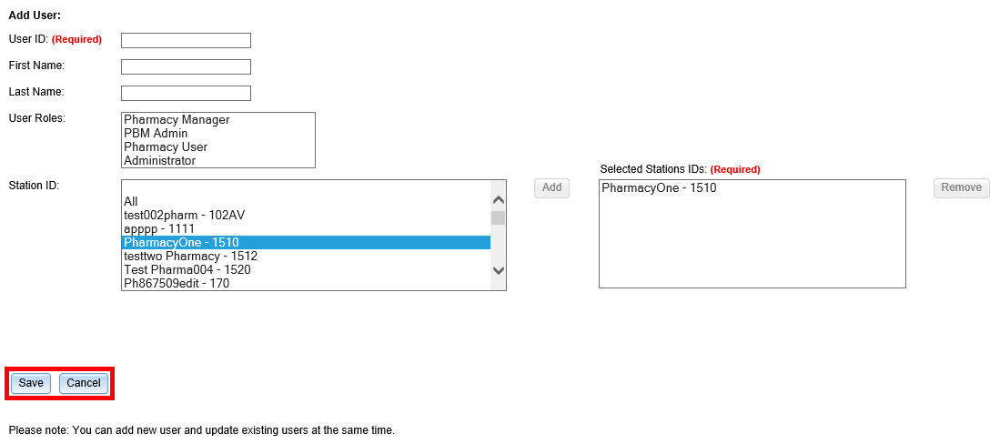 Add User:
User ID: (Required)
First Name:
Last Name:
User Roles:
Pharmacy Manager
PBM Admin
Pharmacy User
Administrator
Station ID:
All
test002pharm - 102AV
apppp - 1111
PharmacyOne - 1510
testtwo Pharmacy - 1512
Test Pharma004 - 1520
Ph867509edit - 170
Add
Selected Stations IDs: (Required)
PharmacyOne - 1510
Remove
Save Cancel
Please note: You can add new user and update existing users at the same time.